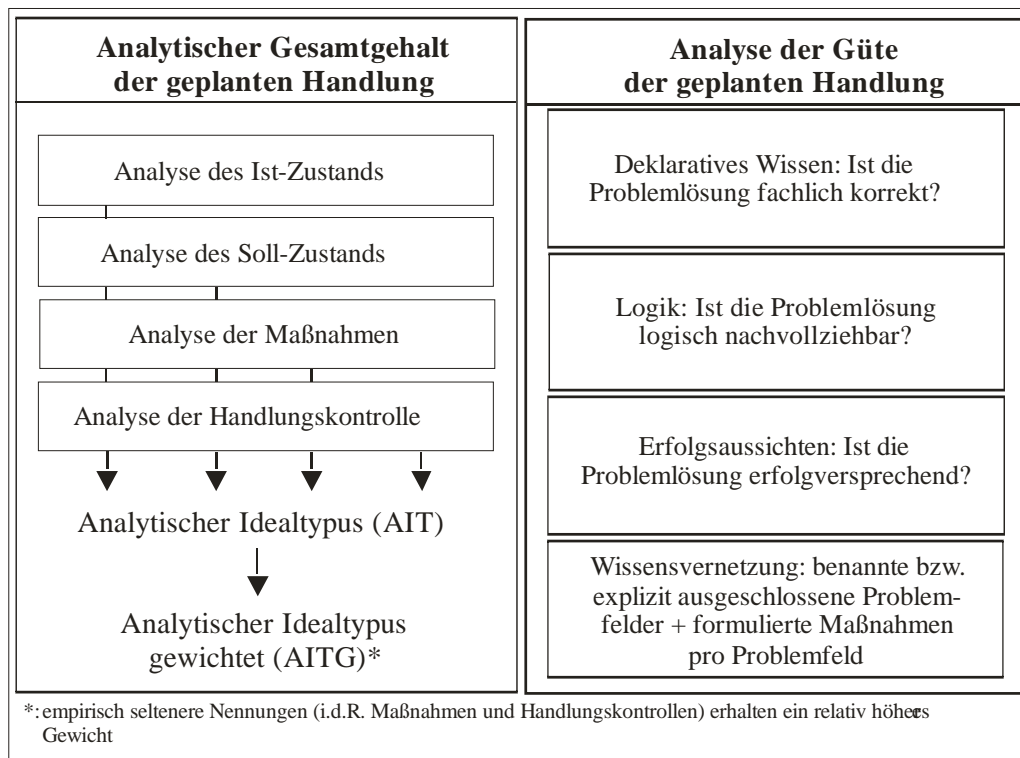 Analytischer Gesamtgehalt
der geplanten Handlung
Analyse des Ist-Zustands
Analyse des Soll-Zustands
Analyse der Maßnahmen
Analyse der Handlungskontrolle
Analytischer Idealtypus (AIT)
Analytischer Idealtypus
gewichtet (AITG)*
Analyse der Güte
der geplanten Handlung
Deklaratives Wissen: Ist die
Problemlösung fachlich korrekt?
Logik: Ist die Problemlösung
logisch nachvollziehbar?
Erfolgsaussichten: Ist die
Problemlösung erfolgversprechend?
Wissensvernetzung: benannte bzw.
explizit ausgeschlossene Problem-
felder + formulierte Maßnahmen
pro Problemfeld
*: empirisch seltenere Nennungen (i.d.R. Maßnahmen und Handlungskontrollen) erhalten ein relativ höheres
Gewicht